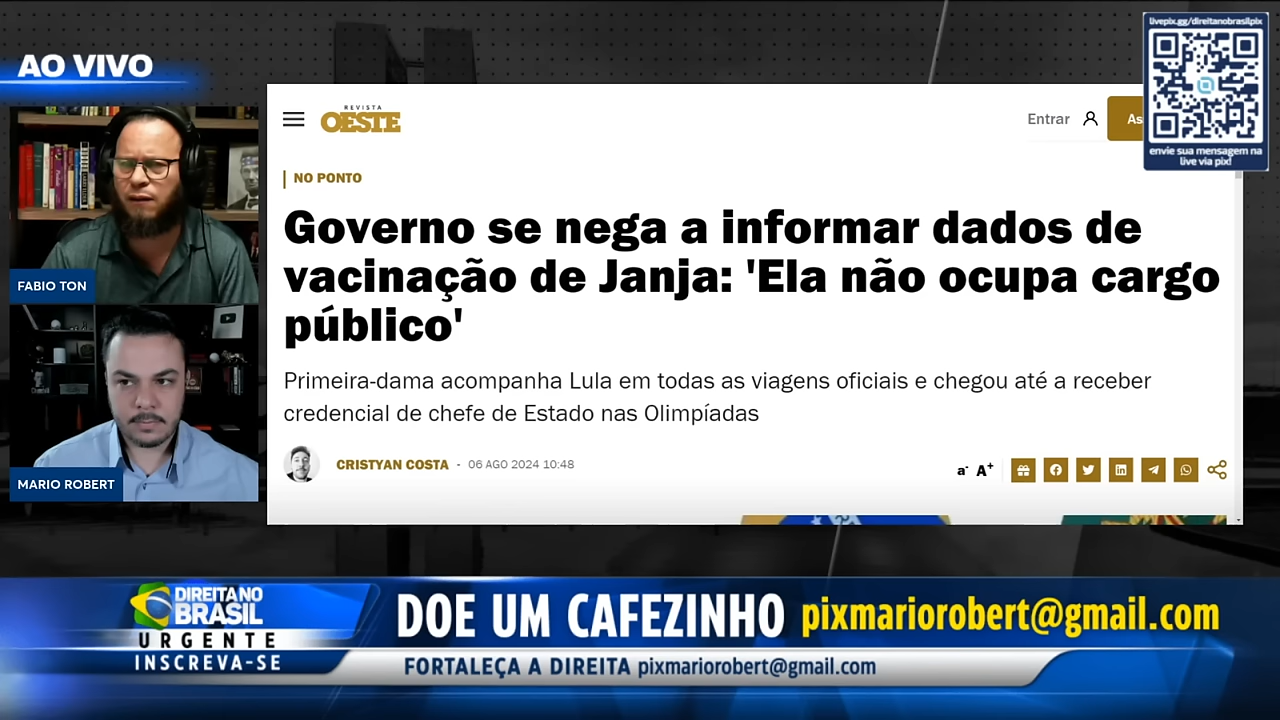 livepix.gg/direitanobrasilpix
envie sua mensagem na
live via pix!
AO VIVO
FABIO TON
MARIO ROBERT
REVISTA
OESTE
Entrar
As
NO PONTO
Governo se nega a informar dados de
vacinação de Janja: 'Ela não ocupa cargo
público'
Primeira-dama acompanha Lula em todas as viagens oficiais e chegou até a receber
credencial de chefe de Estado nas Olimpíadas
CRISTYAN COSTA - 06 AGO 2024 10:48
a- A+
DIREITA NO
BRASIL
URGENTE
INSCREVA-SE
DOE UM CAFEZINHO pixmariorobert@gmail.com
FORTALEÇA A DIREITA pixmariorobert@gmail.com